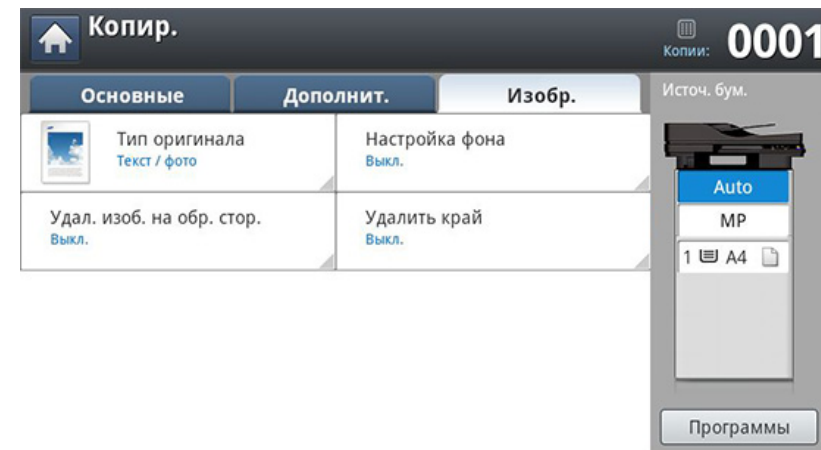 Копир.
Копии: 0001
Основные
Дополнит.
Изобр.
Источ. бум.
Тип оригинала
Текст / фото
Настройка фона
Выкл.
Удал. изоб. на обр. стор.
Выкл.
Удалить край
Выкл.
Auto
MP
1 A4
Программы